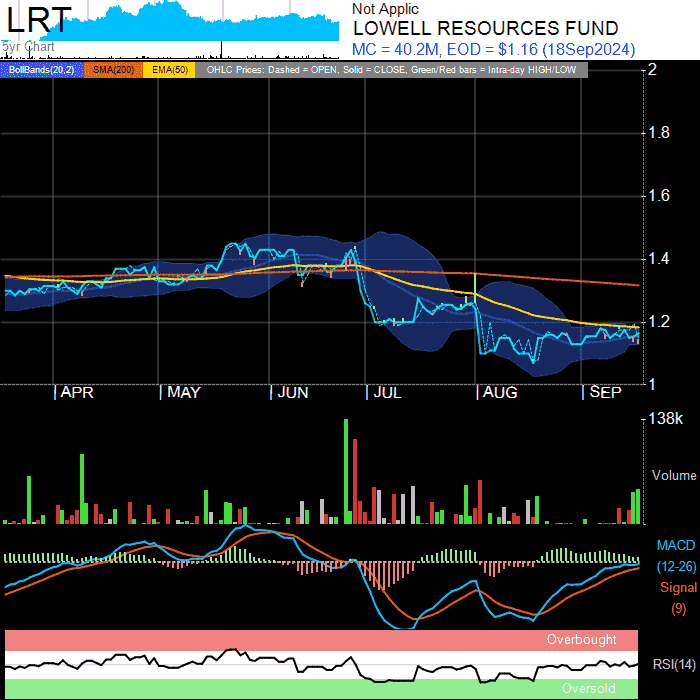 LRT
5yr Chart
Not Applic
LOWELL RESOURCES FUND
MC = 40.2M, EOD = $1.16 (18Sep2024)
BollBands(20,2) SMA(200) EMA(50) OHLC Prices: Dashed = OPEN, Solid = CLOSE, Green/Red bars = Intra-day HIGH/LOW
2
1.8
1.6
1.4
1.2
1
APR MAY JUN JUL AUG SEP
138k
Volume
MACD
(12-26)
Signal
(9)
Overbought
RSI(14)
Oversold